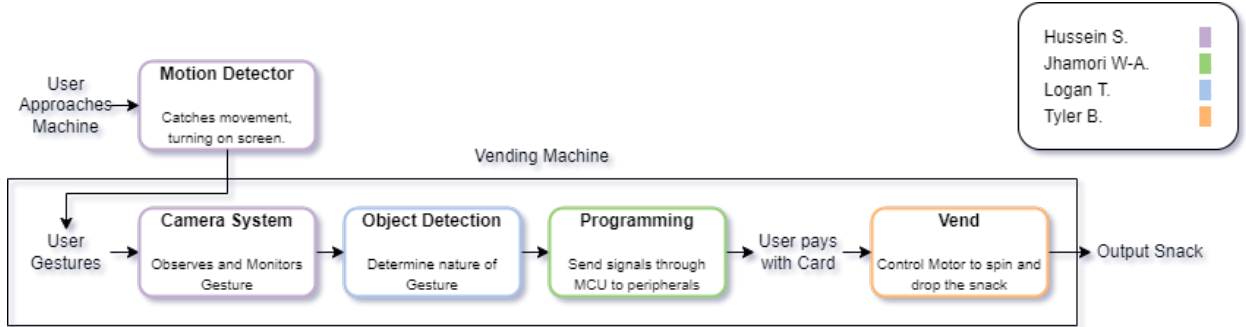 Hussein S.
Jhamori W-A.
Logan T.
Tyler B.
User
Approaches
Machine
Motion Detector
Catches movement,
turning on screen.
Vending Machine
User
Gestures
Camera System
Observes and Monitors
Gesture
Object Detection
Determine nature of
Gesture
Programming
Send signals through
MCU to peripherals
User pays
with Card
Vend
Control Motor to spin and
drop the snack
Output Snack